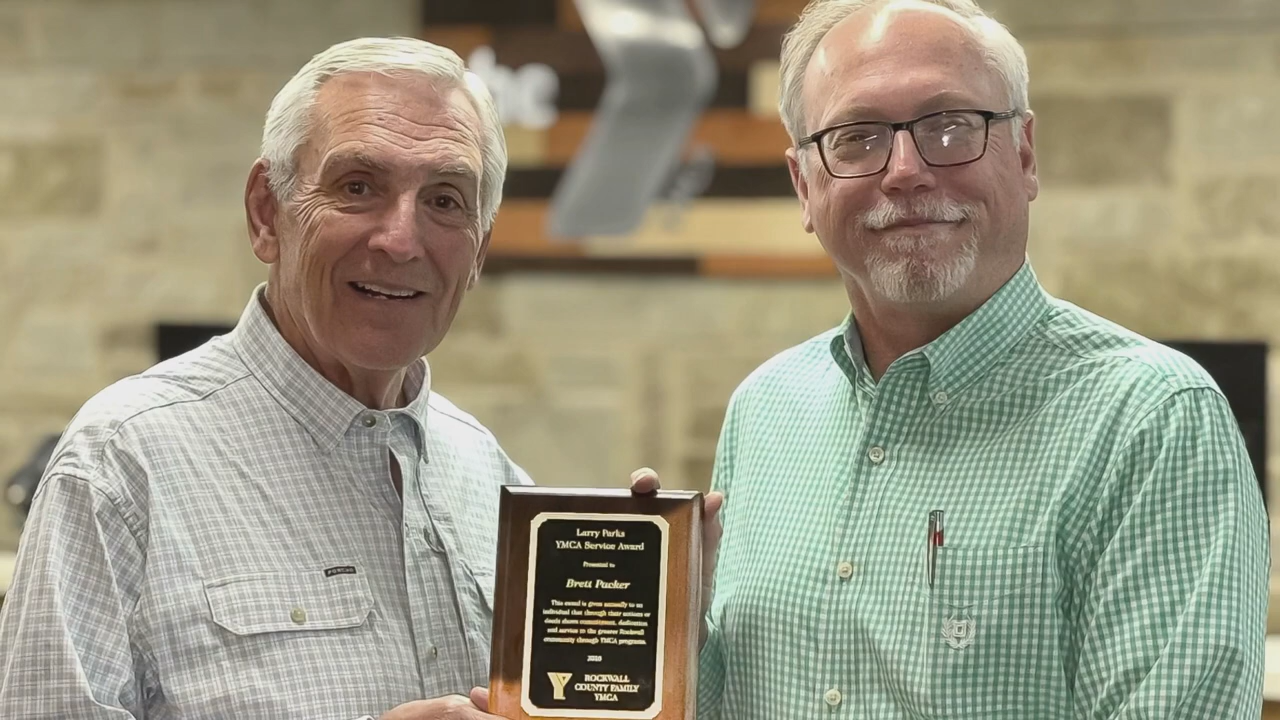 the
Larry Parks
YMCA Service Award
Presented to
Brett Packer
This award is given annually to an
individual that through their actions or
deeds shows commitment, dedication
and service to the greater Rockwall
community through YMCA programs.
ROCKWALL
COUNTY FAMILY
YMCA